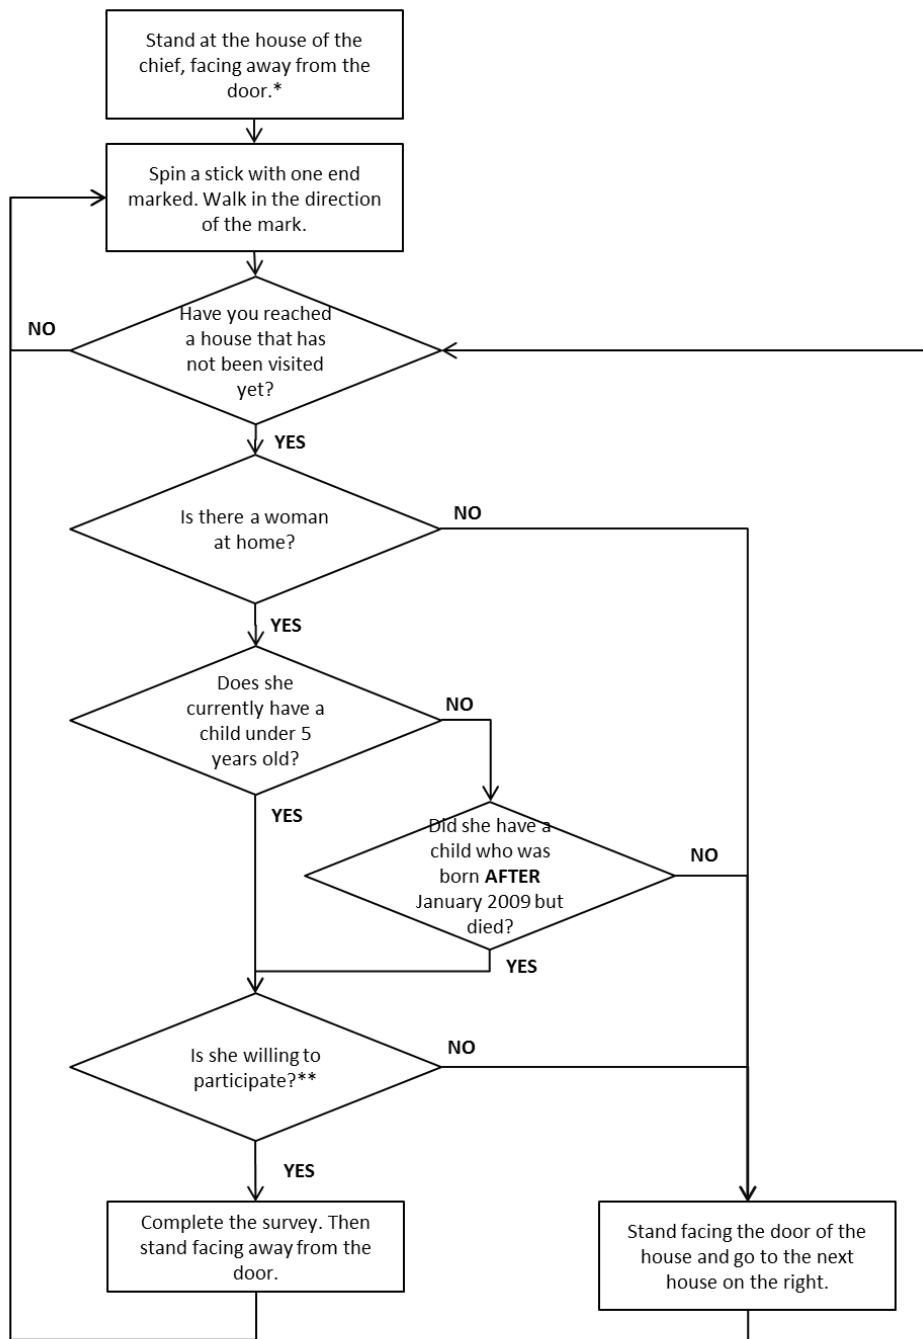 Stand at the house of the
chief, facing away from the
door.*
Spin a stick with one end
marked. Walk in the direction
of the mark.
NO
Have you reached
a house that has
not been visited
yet?
YES
Is there a woman
at home?
NO
YES
Does she
currently have a
child under 5
years old?
NO
YES
Did she have a
child who was
born AFTER
January 2009 but
died?
NO
YES
Is she willing to
participate?**
NO
YES
Complete the survey. Then
stand facing away from the
door.
Stand facing the door of the
house and go to the next
house on the right.